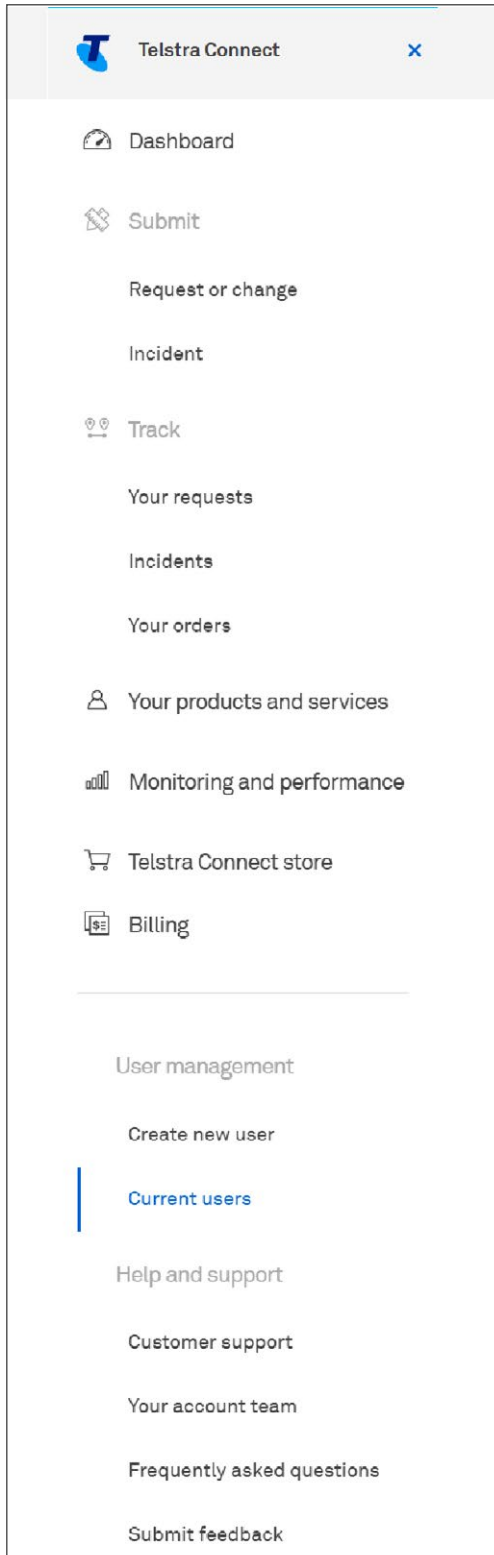 Telstra Connect
Dashboard
Submit
Request or change
Incident
Track
Your requests
Incidents
Your orders
Your products and services
Monitoring and performance
Telstra Connect store
Billing
User management
Create new user
Current users
Help and support
Customer support
Your account team
Frequently asked questions
Submit feedback